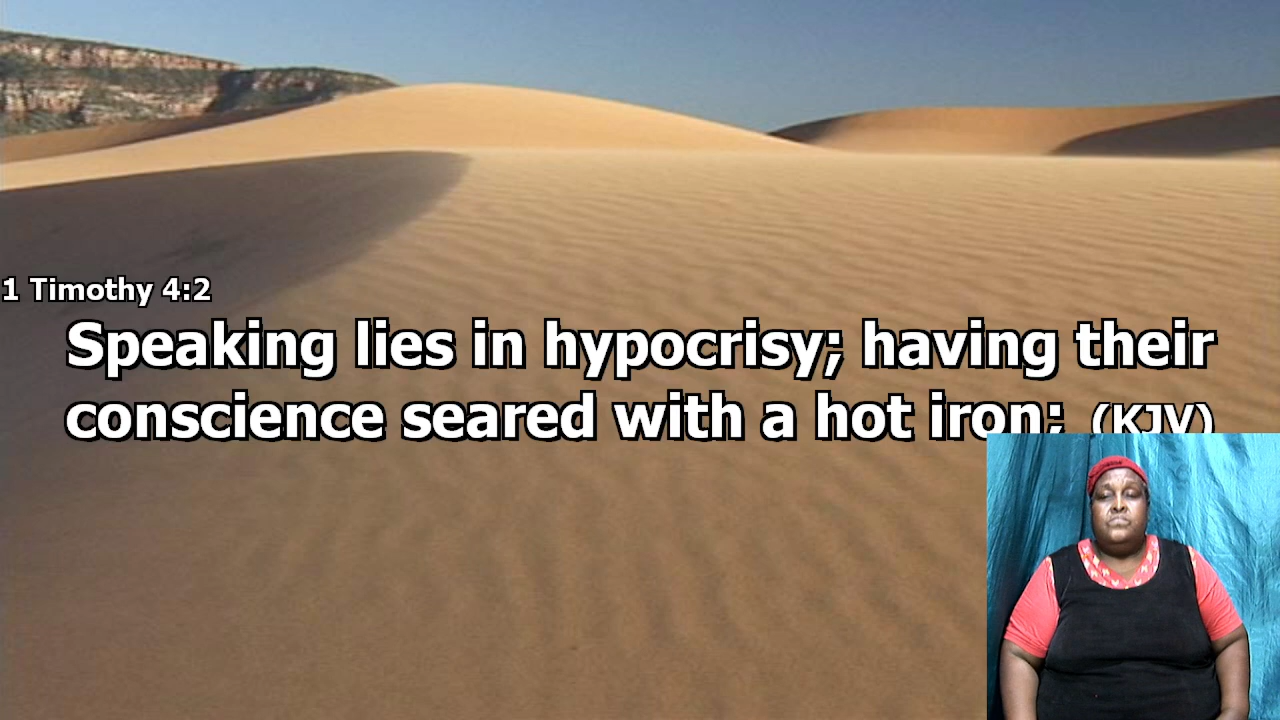 1 Timothy 4:2
Speaking lies in hypocrisy; having their
conscience seared with a hot iron; (KJV)